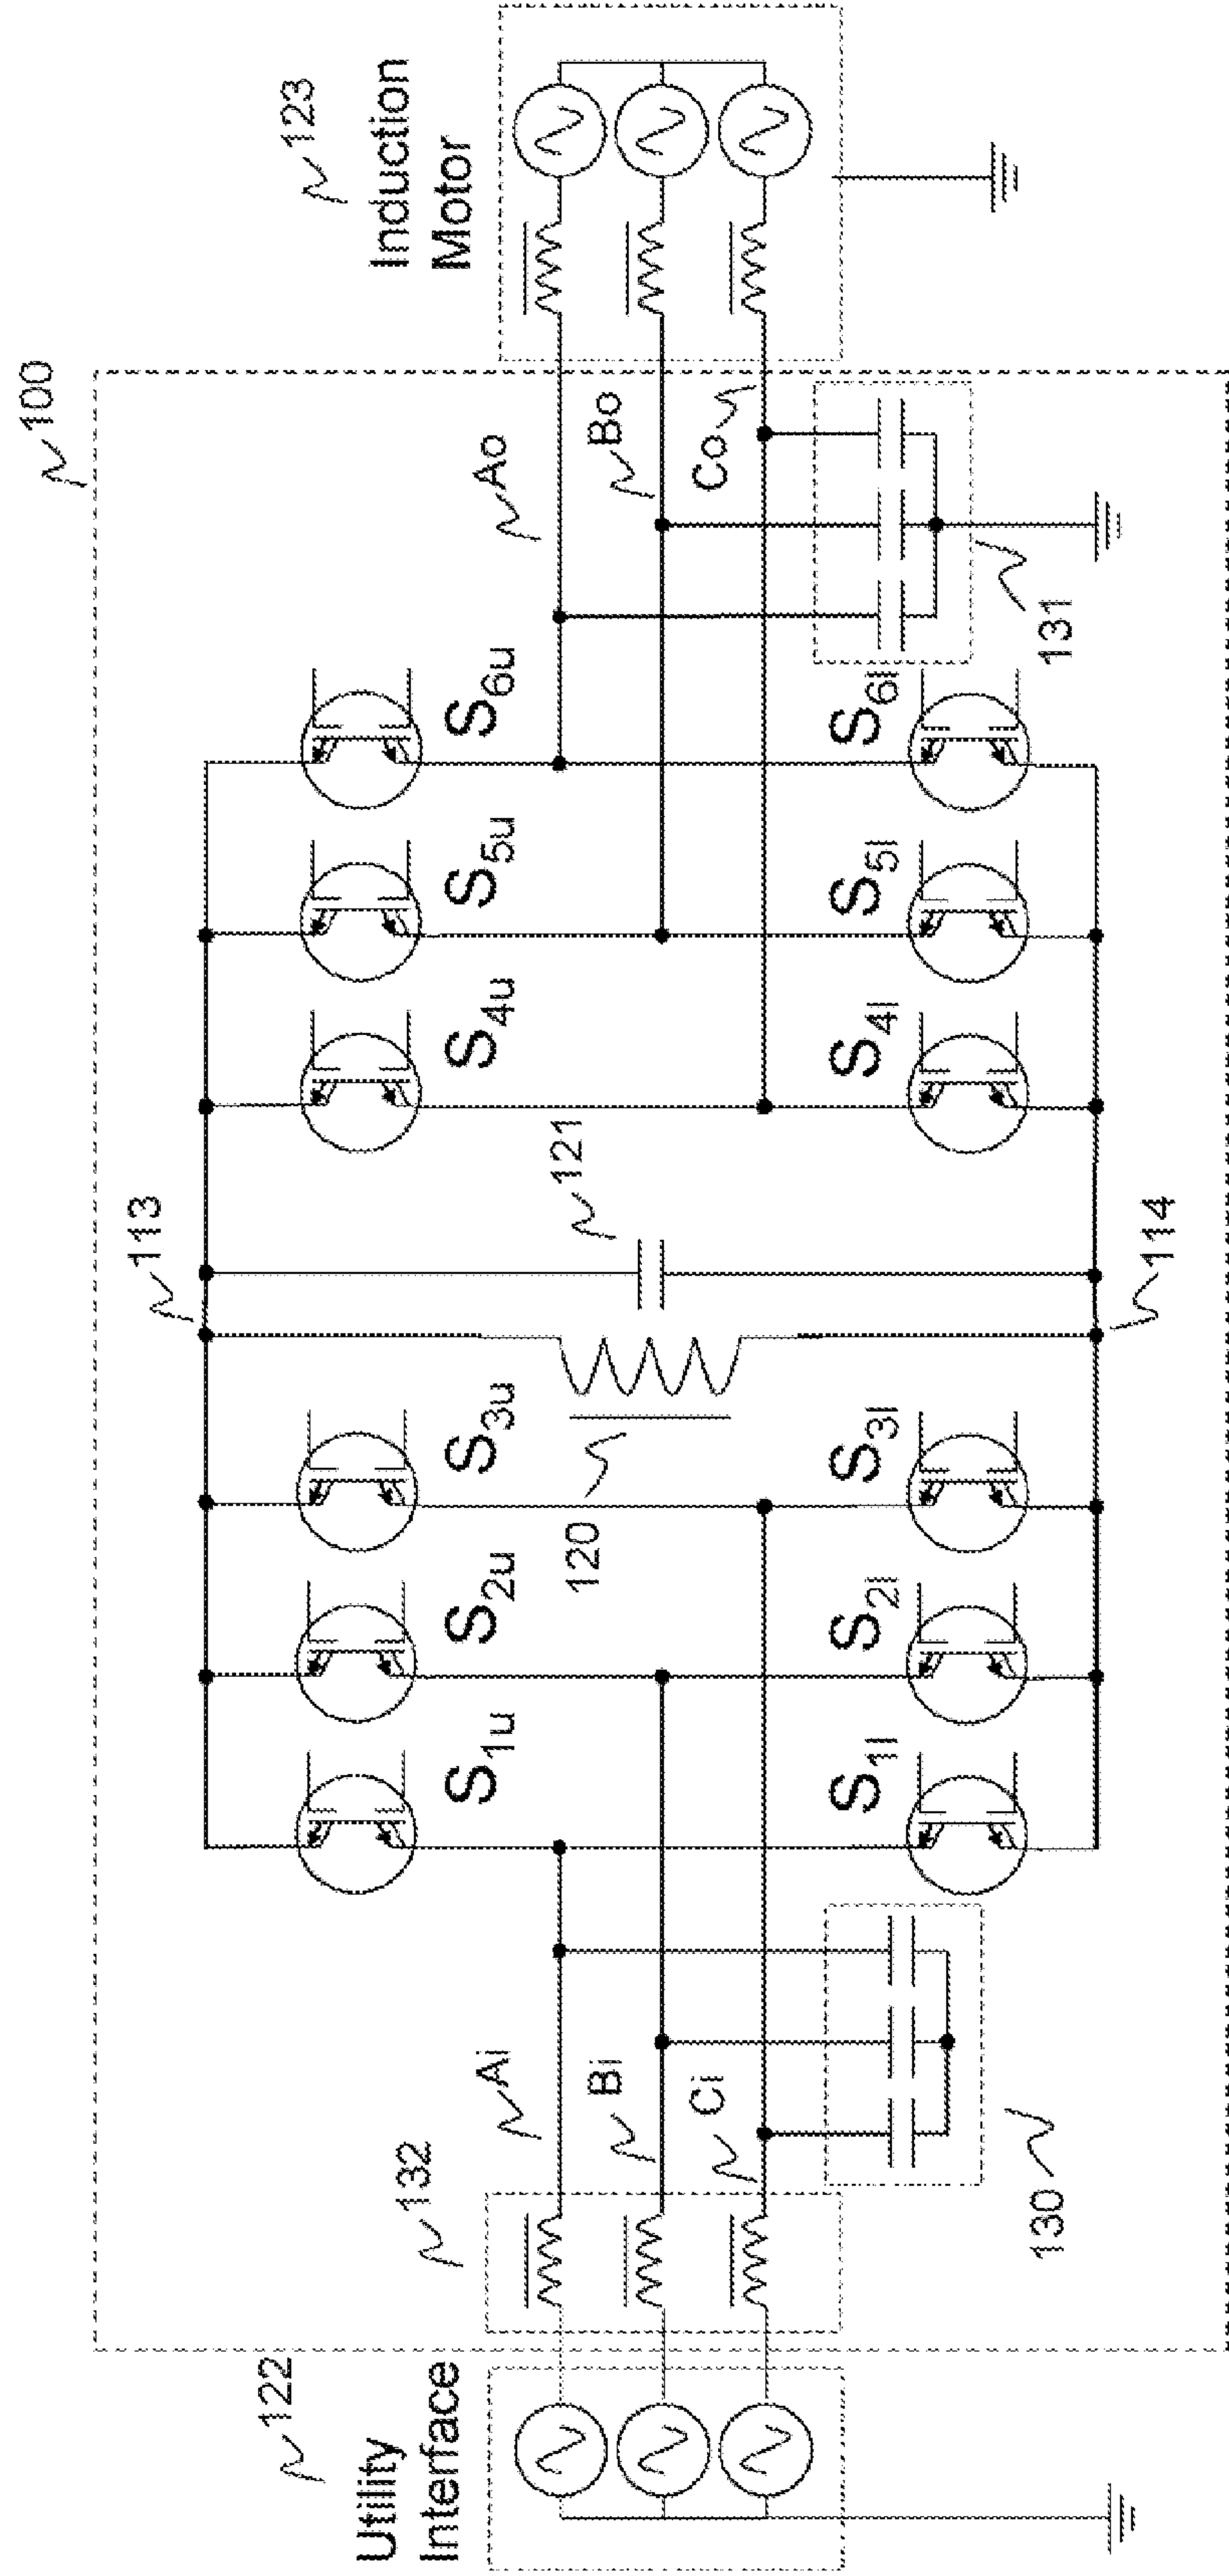 100
122
Utility
Interface
132
Ai
Bi
Ci
130
S1u
S2u
S3u
S1l
S2l
S3l
113
120
121
114
S4u
S5u
S6u
S4l
S5l
S6l
Ao
Bo
Co
131
123
Induction
Motor